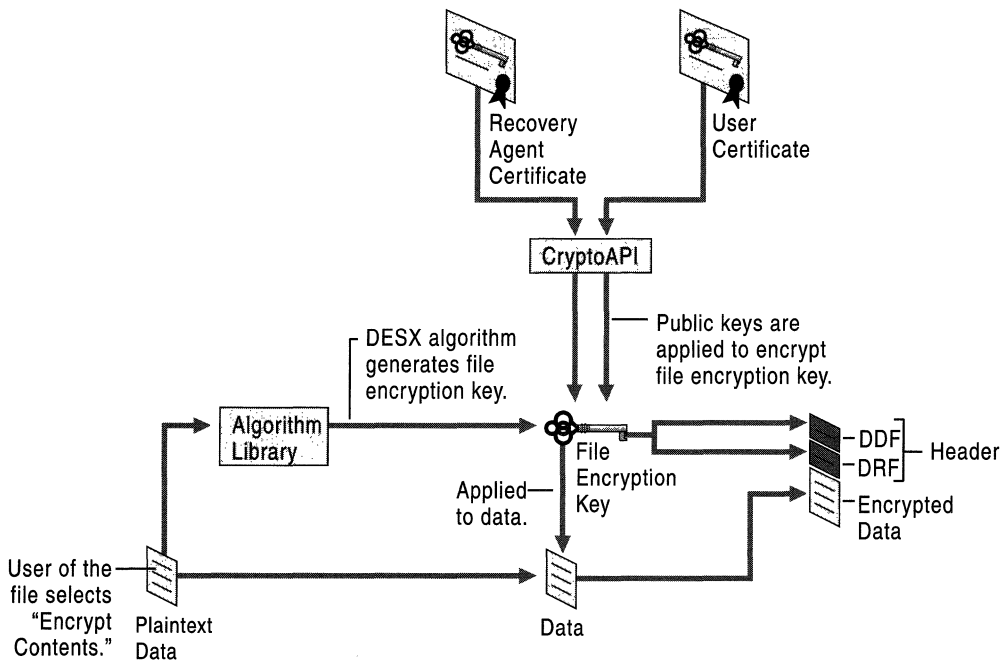 Recovery
Agent
Certificate
User
Certificate
CryptoAPI
Public keys are
applied to encrypt
file encryption key.
DESX algorithm
generates file
encryption key.
Algorithm
Library
File
Encryption
Key
DDF
DRF
Header
Encrypted
Data
Applied
to data.
User of the
file selects
“Encrypt
Contents.”
Plaintext
Data
Data